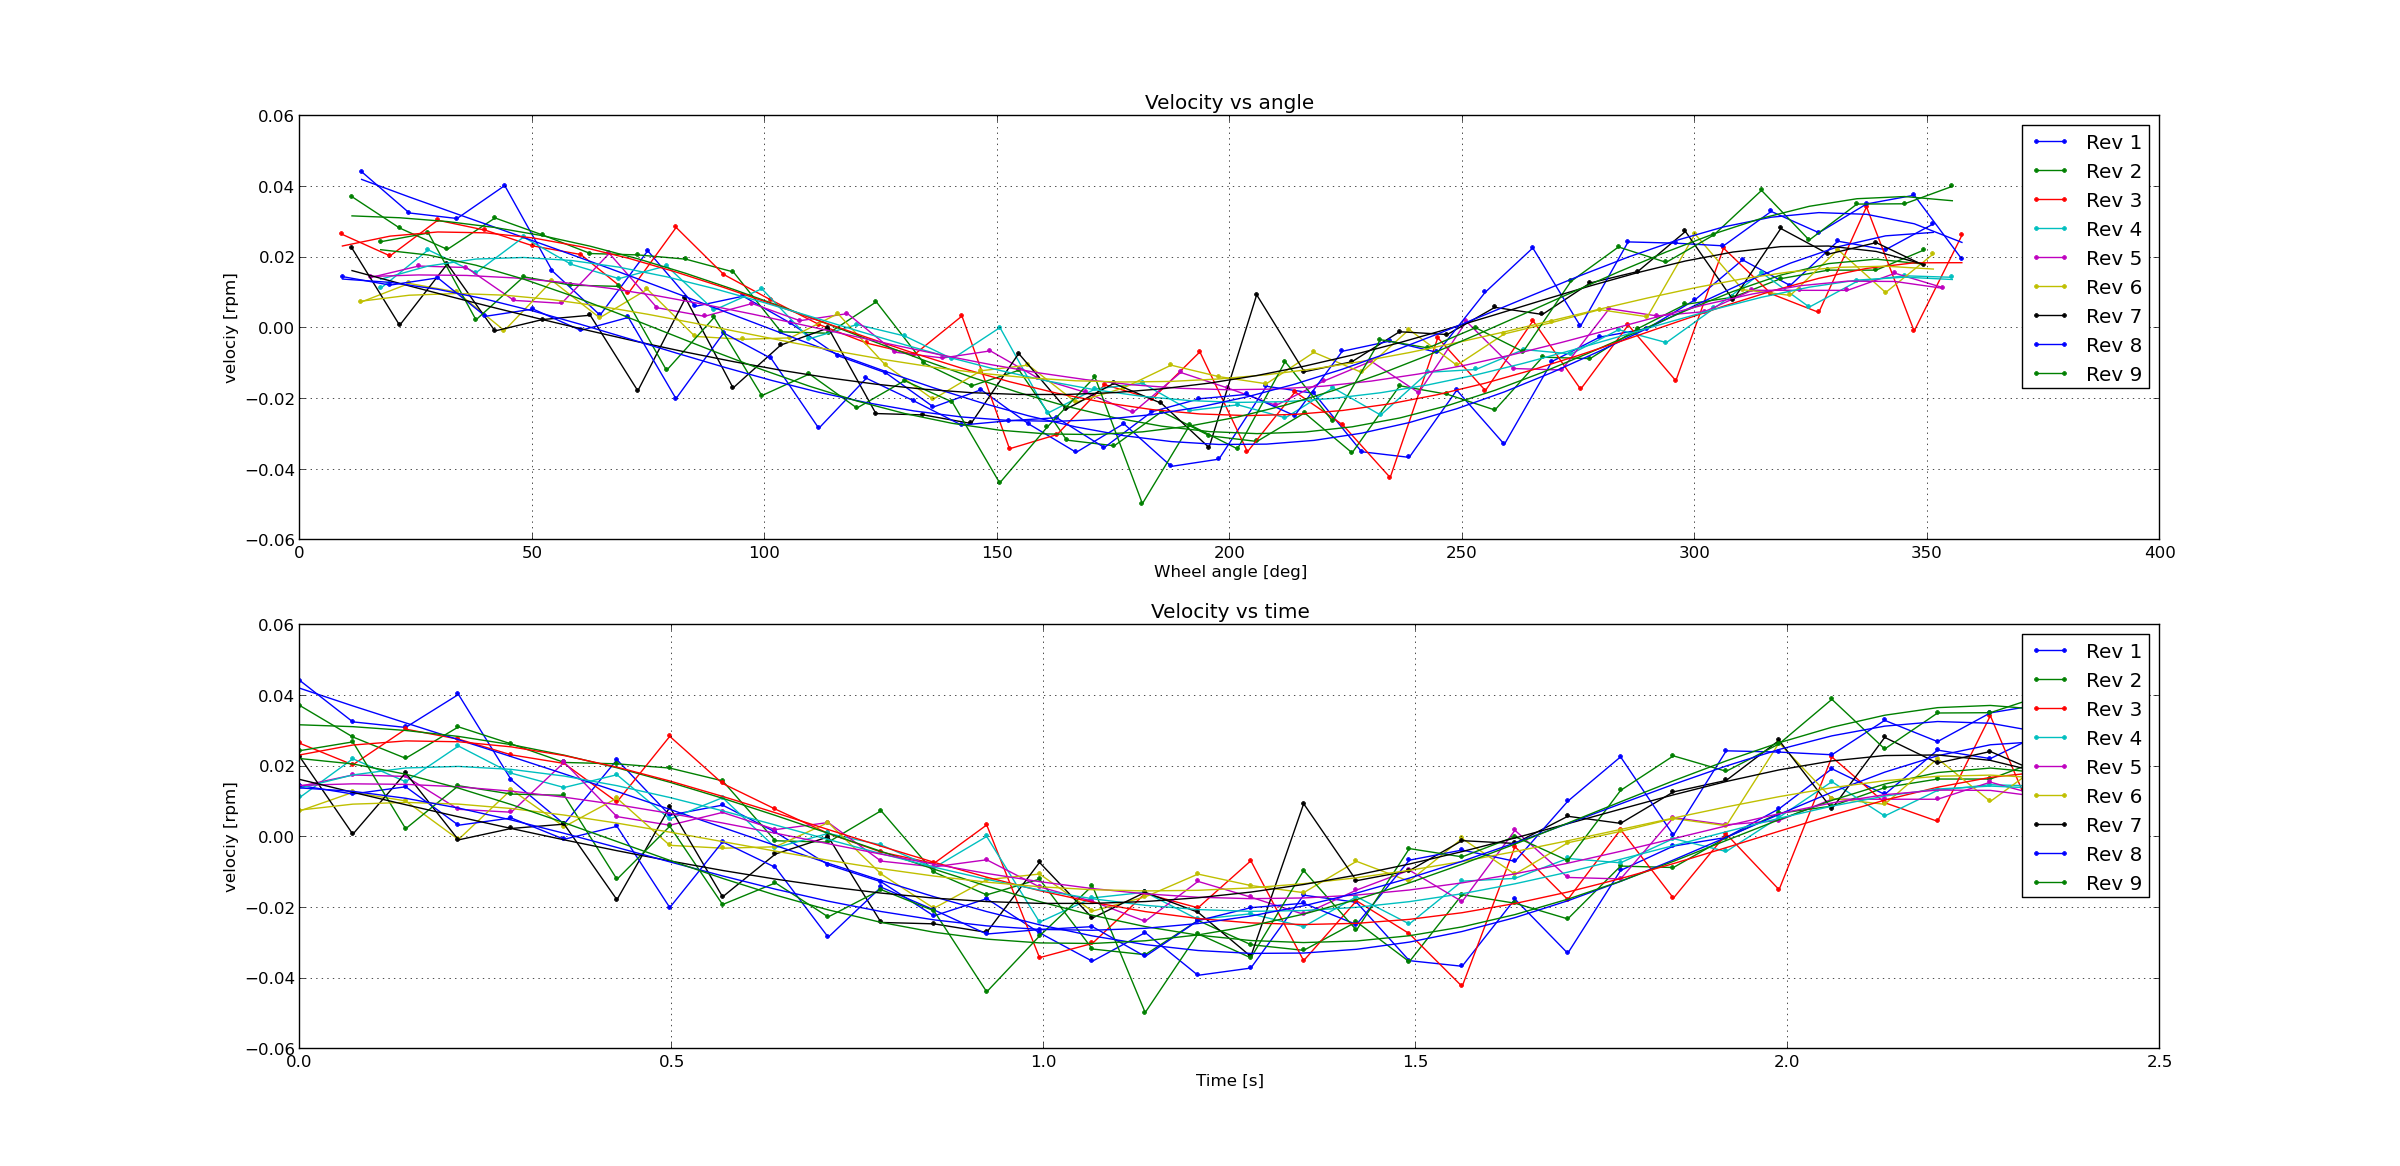 Velocity vs angle
0.06
0.04
0.02
0.00
−0.02
−0.04
−0.06
velociy [rpm]
0 50 100 150 200 250 300 350 400
Wheel angle [deg]
Rev 1
Rev 2
Rev 3
Rev 4
Rev 5
Rev 6
Rev 7
Rev 8
Rev 9
Velocity vs time
0.06
0.04
0.02
0.00
−0.02
−0.04
−0.06
velociy [rpm]
0.0 0.5 1.0 1.5 2.0 2.5
Time [s]
Rev 1
Rev 2
Rev 3
Rev 4
Rev 5
Rev 6
Rev 7
Rev 8
Rev 9